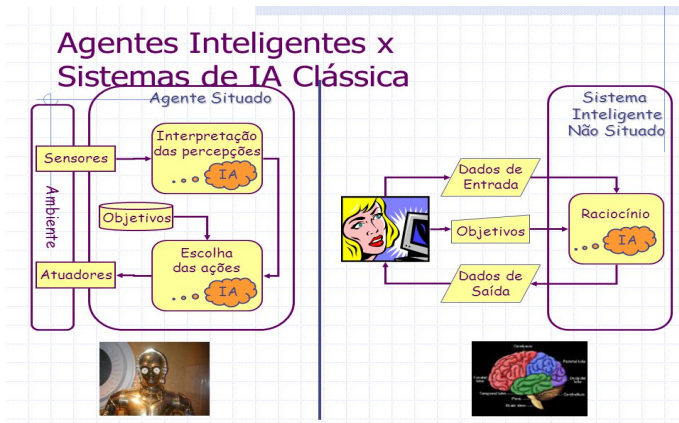 Agentes Inteligentes x
Sistemas de IA Clássica
Agente Situado
Ambiente
Sensores
Interpretação
das percepções
IA
Objetivos
Escolha
das ações
IA
Atuadores
Sistema
Inteligente
Não Situado
Dados de
Entrada
Objetivos
Dados de
Saída
Raciocínio
IA